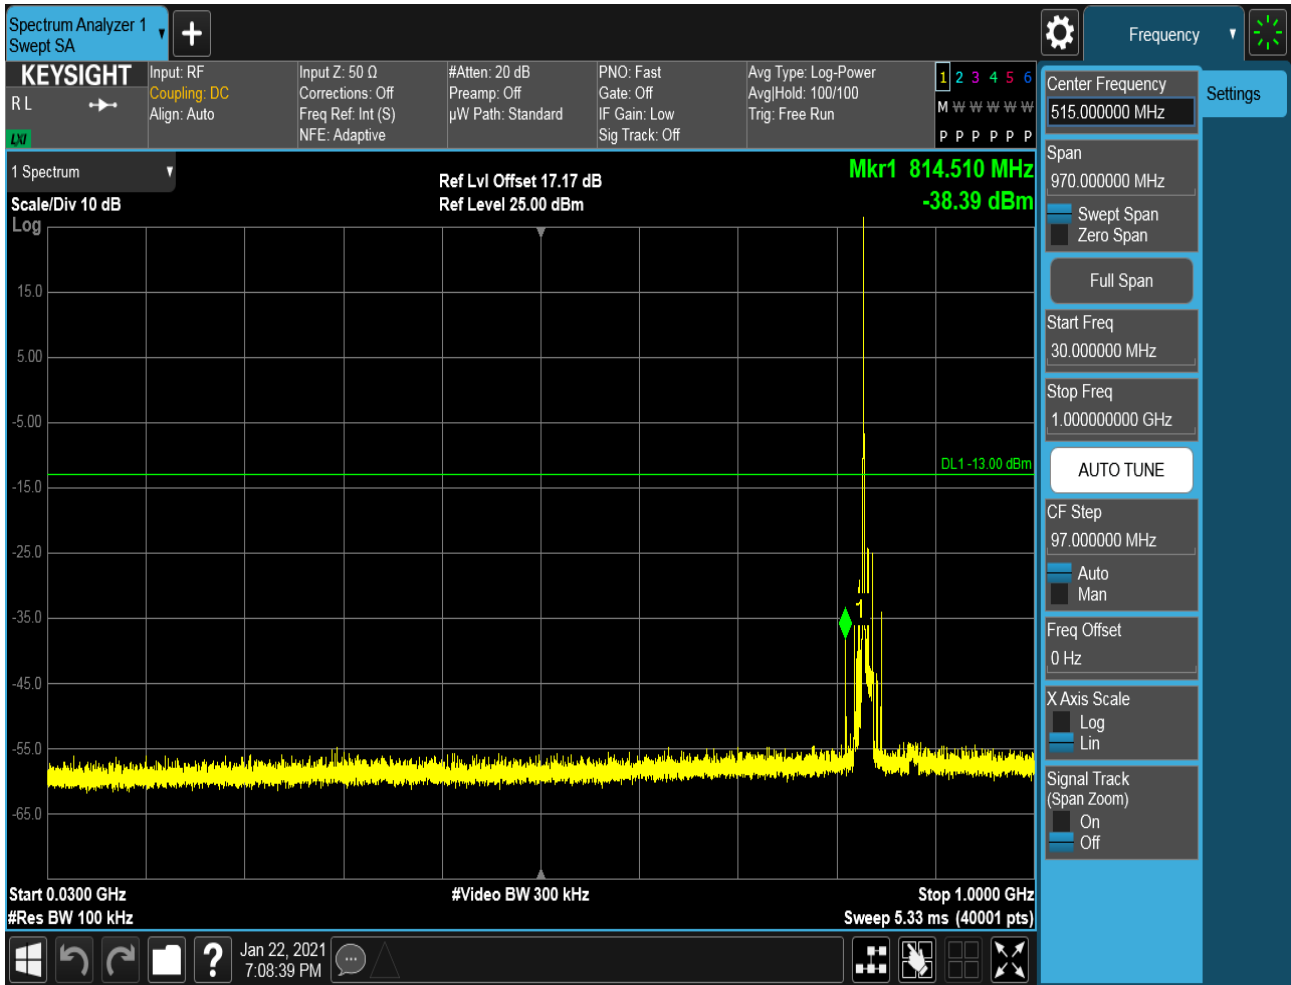 Spectrum Analyzer 1
Swept SA
Frequency
KEYSIGHT
R L
LXI
Input: RF
Coupling: DC
Align: Auto
Input Z: 50 Ω
Corrections: Off
Freq Ref: Int (S)
NFE: Adaptive
#Atten: 20 dB
Preamp: Off
µW Path: Standard
PNO: Fast
Gate: Off
IF Gain: Low
Sig Track: Off
Avg Type: Log-Power
Avg|Hold: 100/100
Trig: Free Run
1 2 3 4 5 6
M W W W W W
P P P P P P
1 Spectrum
Scale/Div 10 dB
Log
Ref Lvl Offset 17.17 dB
Ref Level 25.00 dBm
Mkr1 814.510 MHz
-38.39 dBm
15.0
5.00
-5.00
-15.0
-25.0
-35.0
-45.0
-55.0
-65.0
DL1 -13.00 dBm
1
Start 0.0300 GHz
#Res BW 100 kHz
#Video BW 300 kHz
Stop 1.0000 GHz
Sweep 5.33 ms (40001 pts)
Jan 22, 2021
7:08:39 PM
Center Frequency
515.000000 MHz
Span
970.000000 MHz
Swept Span
Zero Span
Full Span
Start Freq
30.000000 MHz
Stop Freq
1.000000000 GHz
AUTO TUNE
CF Step
97.000000 MHz
Auto
Man
Freq Offset
0 Hz
X Axis Scale
Log
Lin
Signal Track
(Span Zoom)
On
Off
Settings